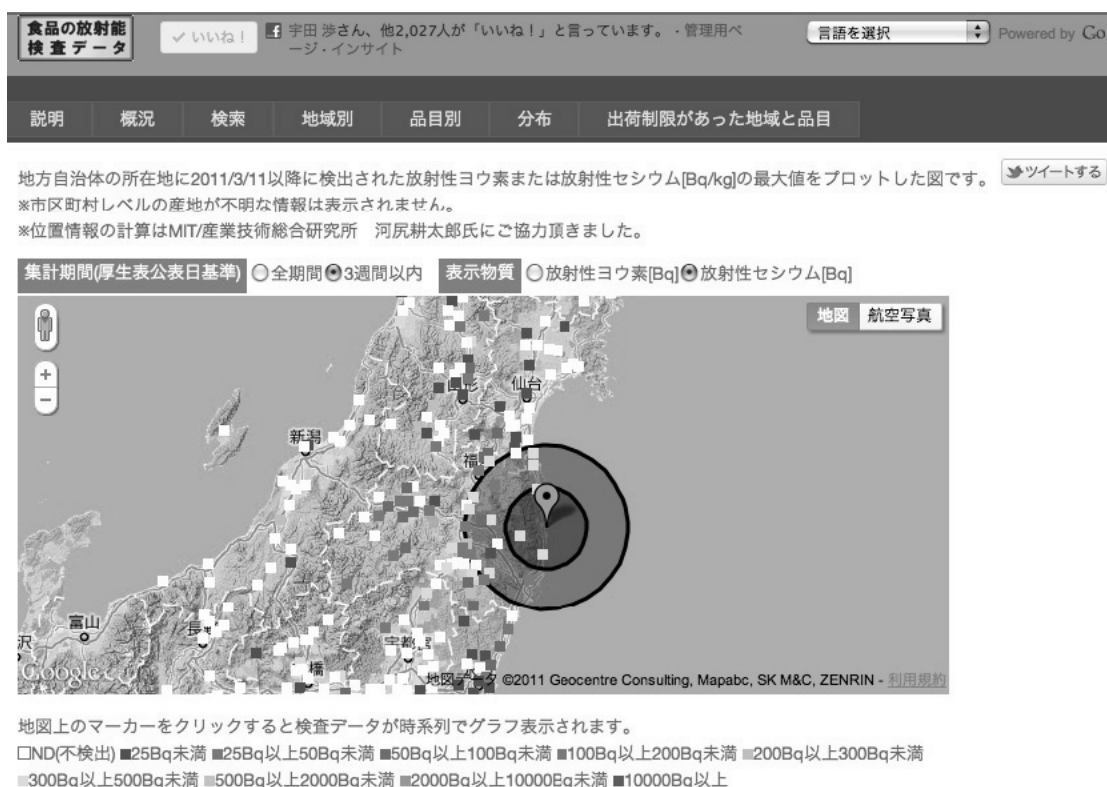 食品の放射能
検査データ
いいね！
宇田 渉さん、他2,027人が「いいね！」と言っています。・管理用ペ
ージ・インサイト
言語を選択
Powered by Go
説明 概況 検索 地域別 品目別 分布 出荷制限があった地域と品目
地方自治体の所在地に2011/3/11以降に検出された放射性ヨウ素または放射性セシウム[Bq/kg]の最大値をプロットした図です。
ツイートする
※市区町村レベルの産地が不明な情報は表示されません。
※位置情報の計算はMIT/産業技術総合研究所　河尻耕太郎氏にご協力頂きました。
集計期間(厚生表公表日基準) 全期間 3週間以内 表示物質 放射性ヨウ素[Bq] 放射性セシウム[Bq]
地図 航空写真
+
−
仙台
新潟
福
富山
沢
長
宇都宮
橋
Google
地図データ ©2011 Geocentre Consulting, Mapabc, SK M&C, ZENRIN - 利用規約
地図上のマーカーをクリックすると検査データが時系列でグラフ表示されます。
□ND(不検出) ■25Bq未満 ■25Bq以上50Bq未満 ■50Bq以上100Bq未満 ■100Bq以上200Bq未満 ■200Bq以上300Bq未満
■300Bq以上500Bq未満 ■500Bq以上2000Bq未満 ■2000Bq以上10000Bq未満 ■10000Bq以上